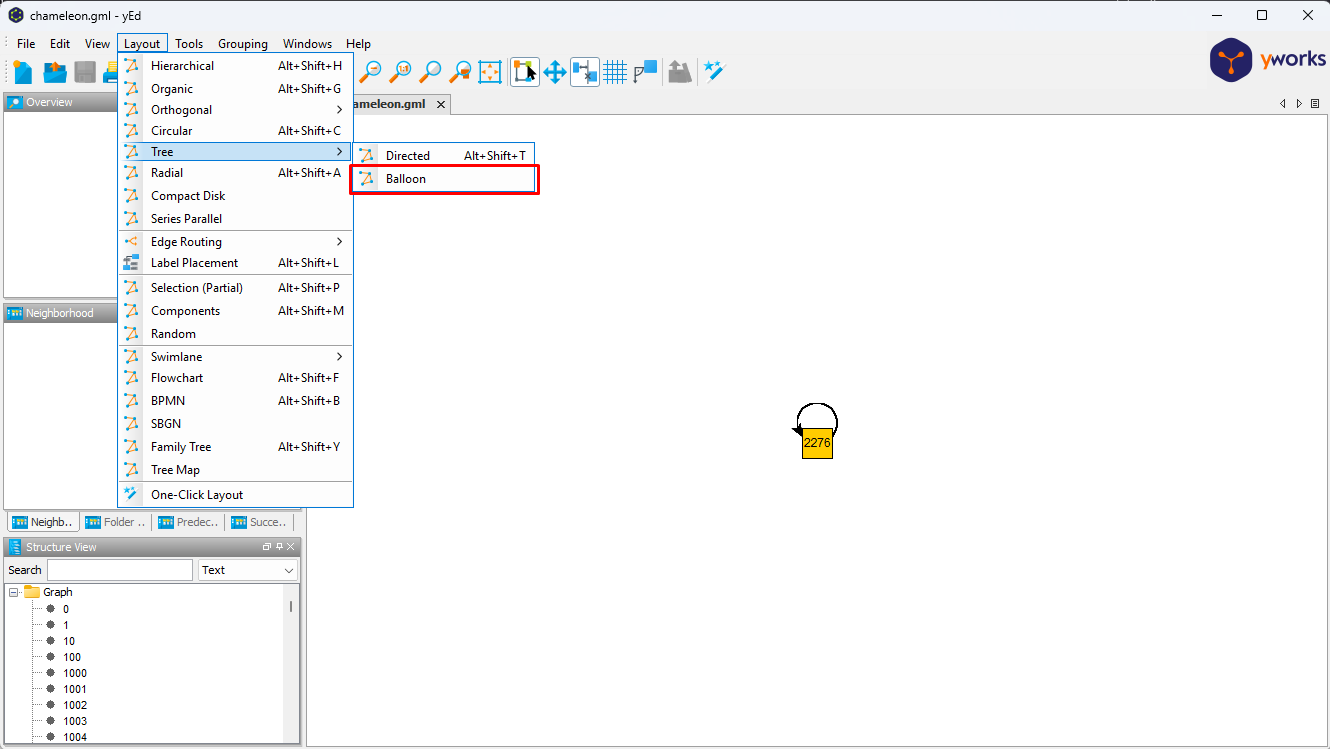 chameleon.gml - yEd
File Edit View Layout Tools Grouping Windows Help
yworks
Overview
ameleon.gml
Hierarchical Alt+Shift+H
Organic Alt+Shift+G
Orthogonal
Circular Alt+Shift+C
Tree
Radial Alt+Shift+A
Compact Disk
Series Parallel
Edge Routing
Label Placement Alt+Shift+L
Selection (Partial) Alt+Shift+P
Components Alt+Shift+M
Random
Swimlane
Flowchart Alt+Shift+F
BPMN Alt+Shift+B
SBGN
Family Tree Alt+Shift+Y
Tree Map
One-Click Layout
Directed Alt+Shift+T
Balloon
2276
Neighborhood
Neighb.. Folder .. Predec.. Succe..
Structure View
Search Text
Graph
0
1
10
100
1000
1001
1002
1003
1004